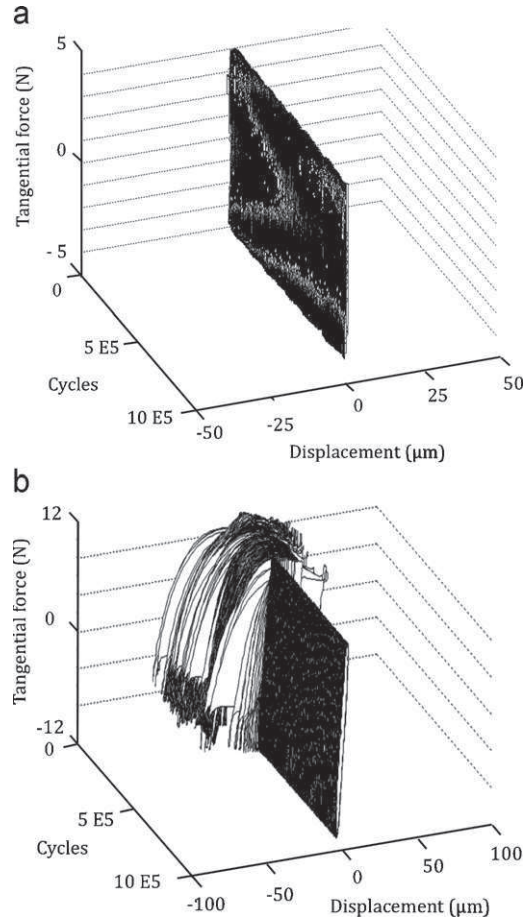 a
Tangential force (N)
5
0
- 5
0
5 E5
10 E5
Cycles
-50
-25
0
25
50
Displacement (µm)
b
Tangential force (N)
12
0
-12
0
5 E5
10 E5
Cycles
-100
-50
0
50
100
Displacement (µm)